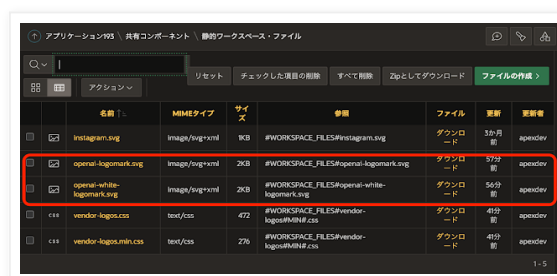 アプリケーション193 \ 共有コンポーネント \ 静的ワークスペース・ファイル
リセット チェックした項目の削除 すべて削除 Zipとしてダウンロード ファイルの作成 >
アクション
名前 MIMEタイプ サイズ 参照 ファイル 更新 更新者
instagram.svg image/svg+xml 1KB #WORKSPACE_FILES#instagram.svg ダウンロード 3か月前 apexdev
openai-logomark.svg image/svg+xml 2KB #WORKSPACE_FILES#openai-logomark.svg ダウンロード 57分前 apexdev
openai-white-logomark.svg image/svg+xml 2KB #WORKSPACE_FILES#openai-white-logomark.svg ダウンロード 56分前 apexdev
css vendor-logos.css text/css 472 #WORKSPACE_FILES#vendor-logos#MIN#.css ダウンロード 41分前 apexdev
css vendor-logos.min.css text/css 276 #WORKSPACE_FILES#vendor-logos#MIN#.css ダウンロード 41分前 apexdev
1 - 5